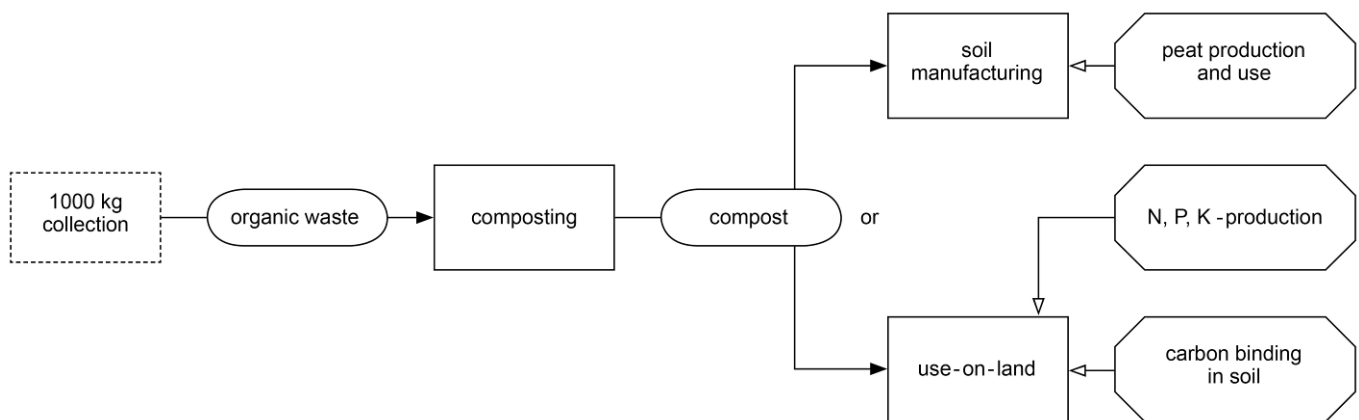 soil
manufacturing
peat production
and use
1000 kg
collection
organic waste
composting
compost
or
N, P, K -production
use-on-land
carbon binding
in soil